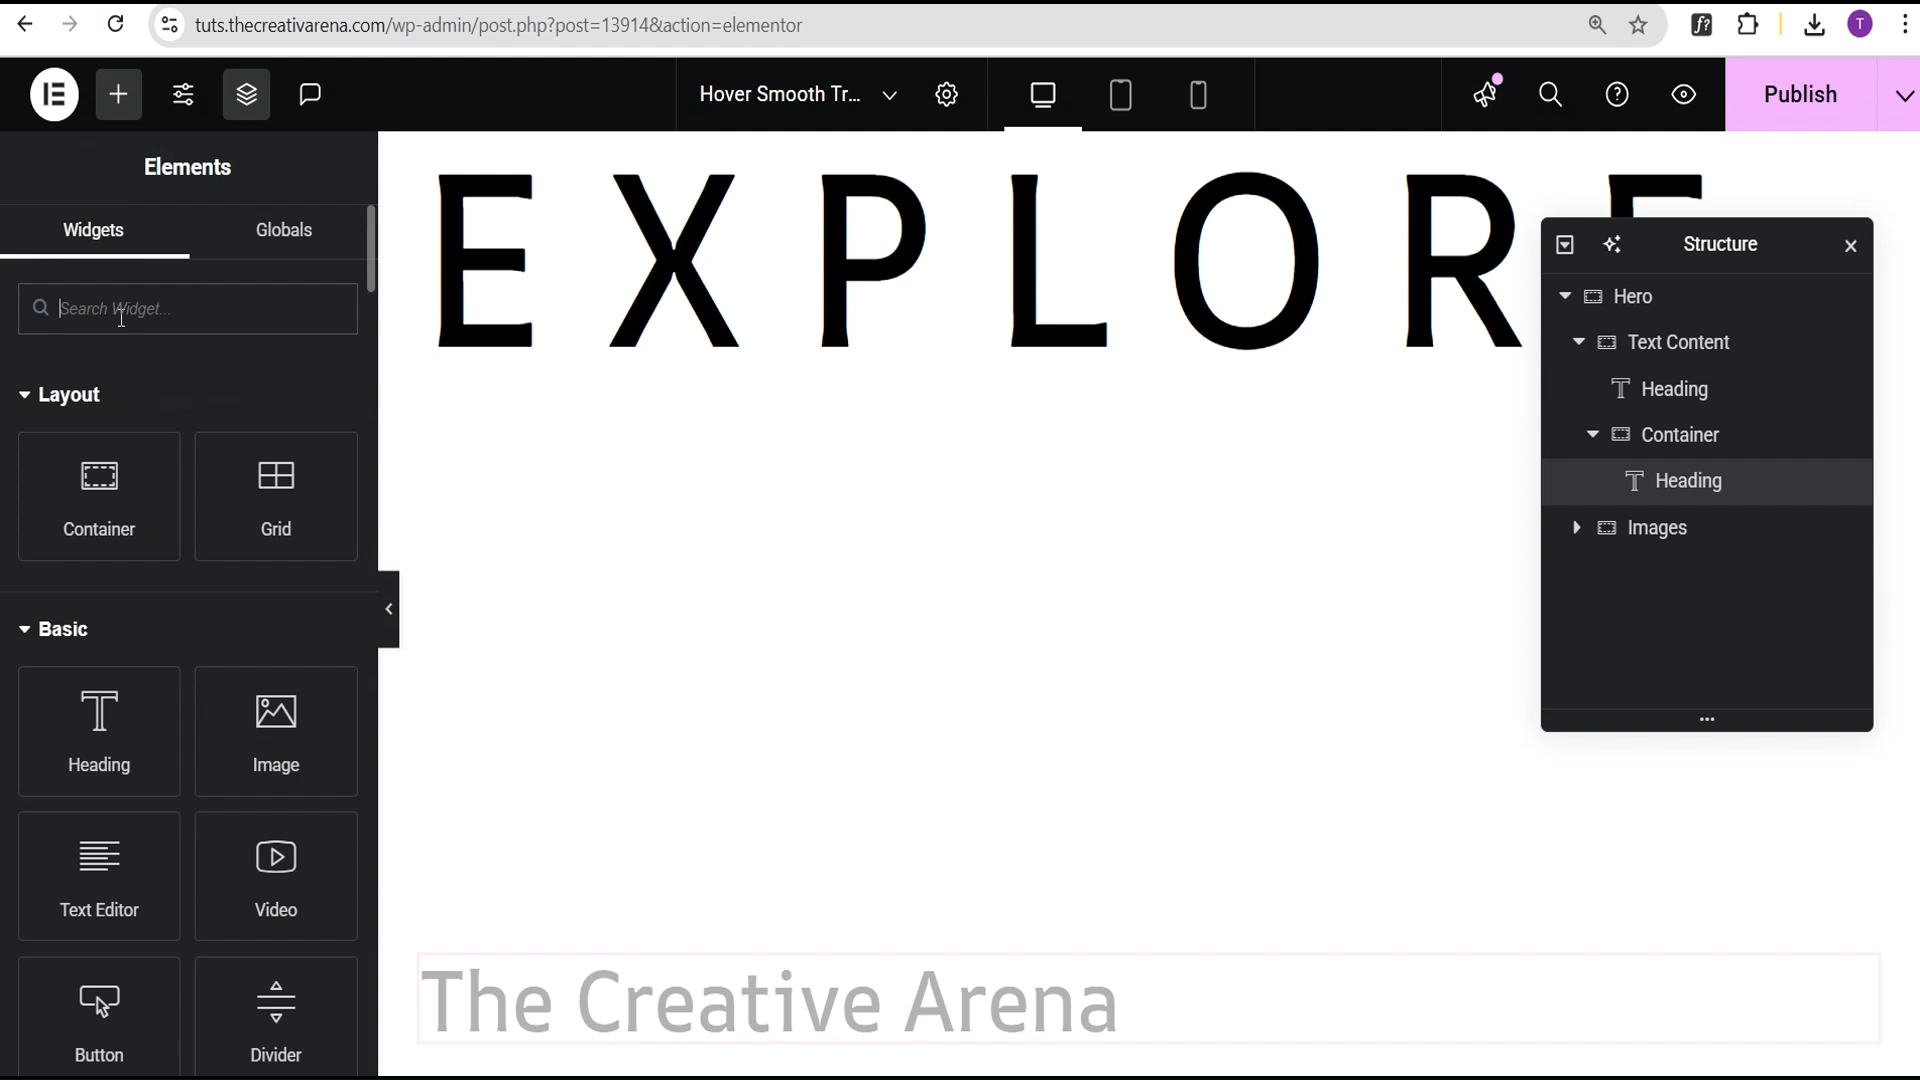 tuts.thecreativarena.com/wp-admin/post.php?post=13914&action=elementor
f?
T
Hover Smooth Tr...
Publish
Elements
Widgets
Globals
Search Widget...
Layout
Container
Grid
Basic
Heading
Image
Text Editor
Video
Button
Divider
EXPLORE
The Creative Arena
Structure
Hero
Text Content
Heading
Container
Heading
Images